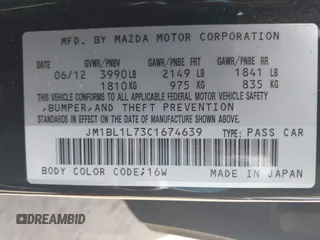 MFD. BY MAZDA MOTOR CORPORATION
GVWR/PNBV GAWR/PNBE FR GAWR/PNBE RR
06/12 3990LB 2149 LB 1841 LB
1810KG 975 KG 835 KG
THIS VEHICLE CONFORMS TO ALL APPLICABLE FEDERAL MOTOR VEHICLE SAFETY
,BUMPER,AND THEFT PREVENTION
STANDARDS IN EFFECT ON THE DATE OF MANUFACTURE SHOWN ABOVE.
JM1BL1L73C1674639 TYPE:PASS CAR
BODY COLOR CODE;16W MADE IN JAPAN
DREAMBID